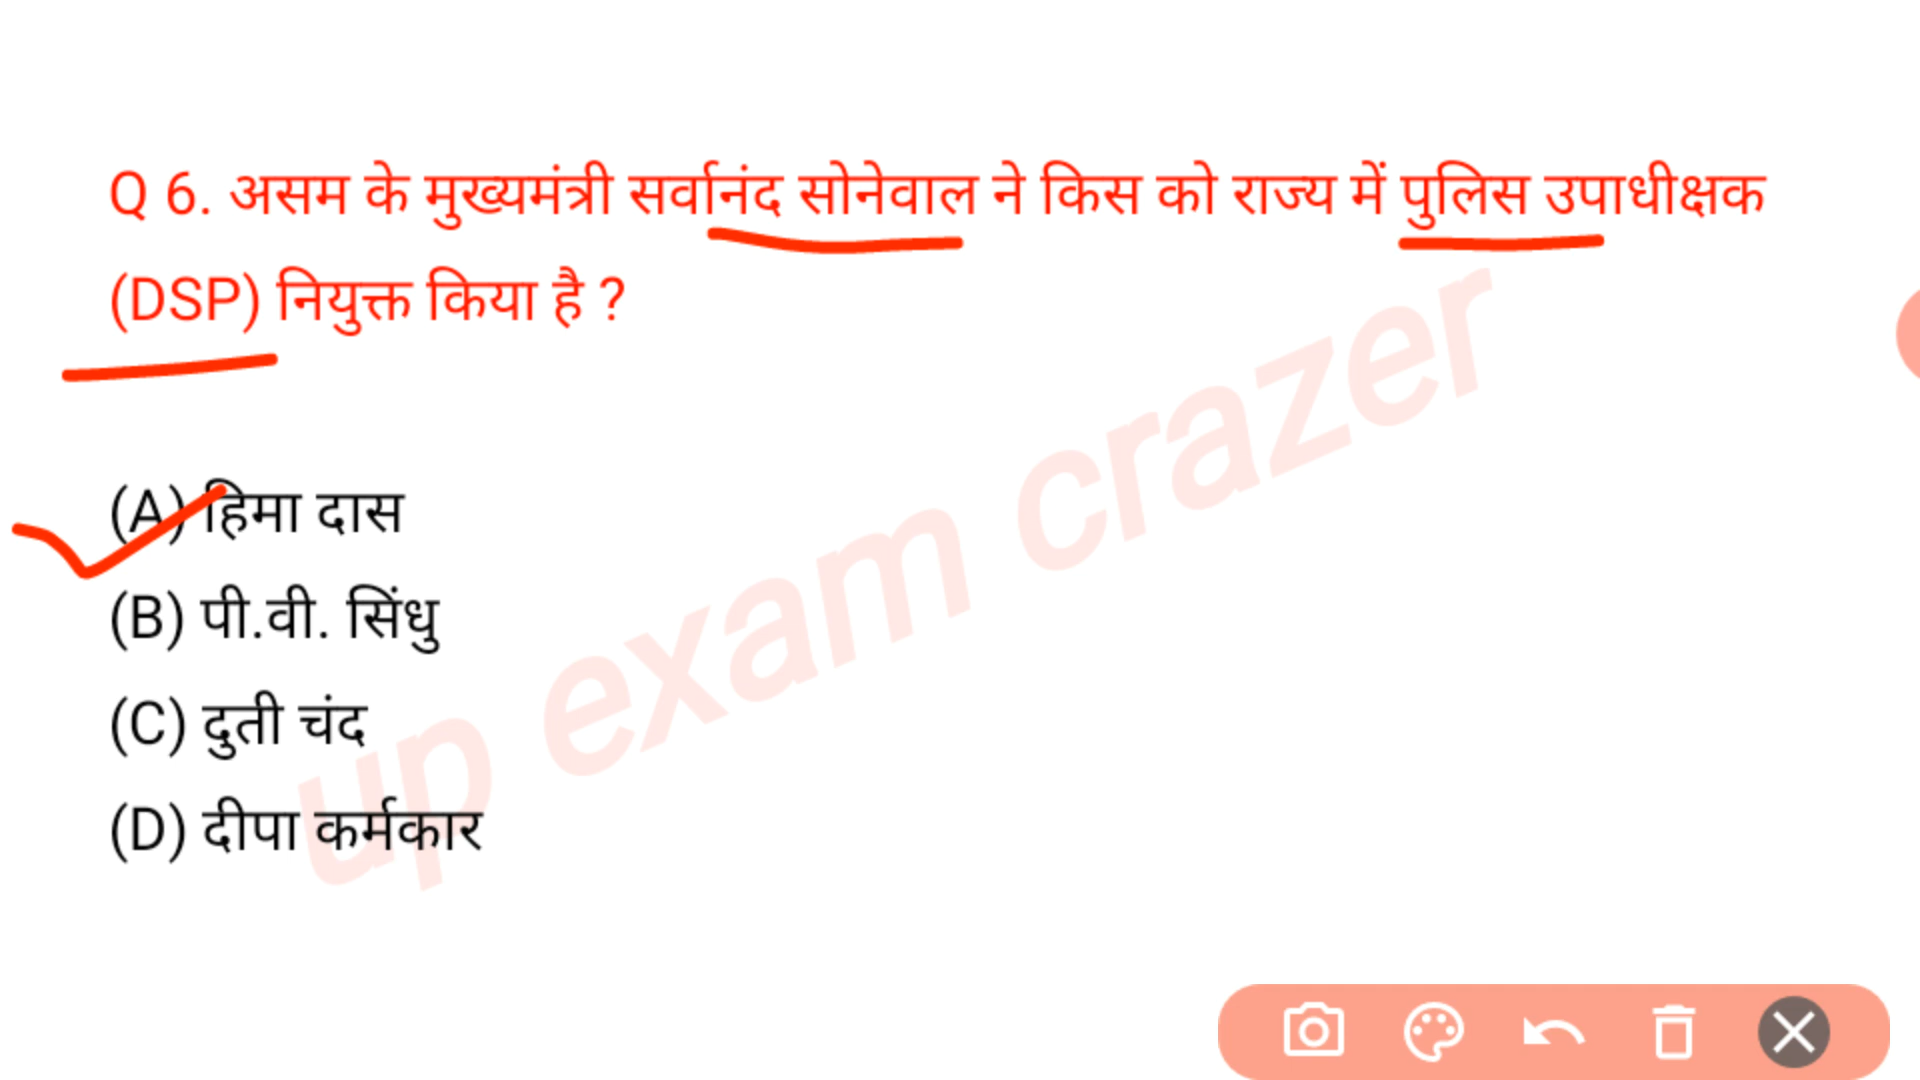 Q 6. असम के मुख्यमंत्री सर्वानंद सोनेवाल ने किस को राज्य में पुलिस उपाधीक्षक
(DSP) नियुक्त किया है ?
(A) हिमा दास
(B) पी.वी. सिंधु
(C) दुती चंद
(D) दीपा कर्मकार
up exam crazer